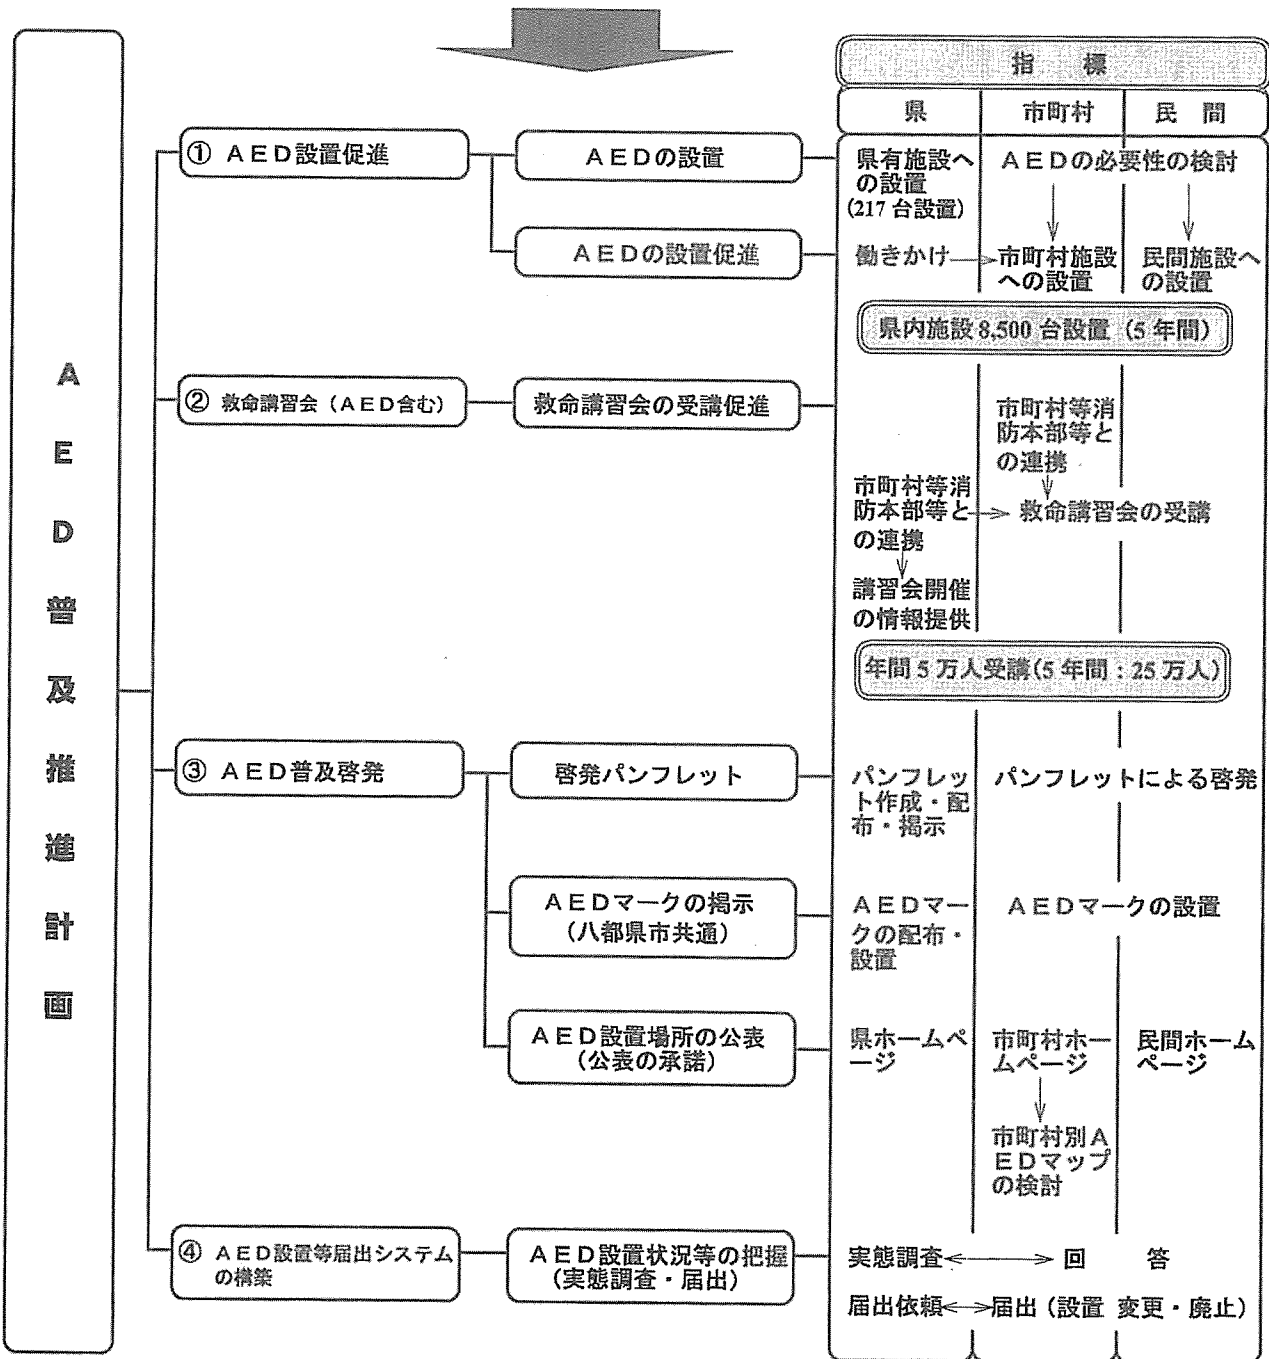 AED普及推進計画
指　標
県
市町村
民　間
① AED設置促進
AEDの設置
県有施設へ
の設置
(217台設置)
AEDの必要性の検討
AEDの設置促進
働きかけ
市町村施設
への設置
民間施設へ
の設置
県内施設8,500台設置（5年間）
② 救命講習会（AED含む）
救命講習会の受講促進
市町村等消
防本部等と
の連携
市町村等消
防本部等と
の連携
救命講習会の受講
講習会開催
の情報提供
年間5万人受講(5年間：25万人)
③ AED普及啓発
啓発パンフレット
パンフレッ
ト作成・配
布・掲示
パンフレットによる啓発
AEDマークの掲示
(八都県市共通)
AEDマー
クの配布・
設置
AEDマークの設置
AED設置場所の公表
(公表の承諾)
県ホームペ
ージ
市町村ホー
ムページ
民間ホーム
ページ
市町村別A
EDマップ
の検討
④ AED設置等届出システム
の構築
AED設置状況等の把握
(実態調査・届出)
実態調査
回　答
届出依頼
届出（設置 変更・廃止）